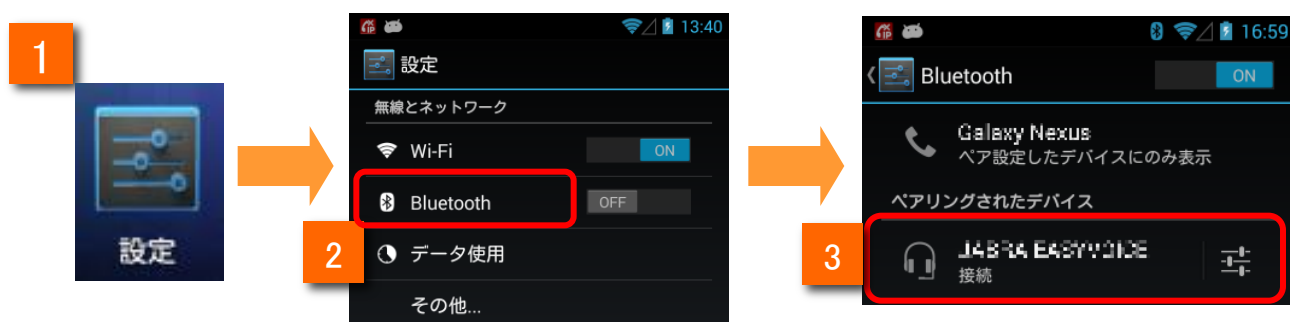 1
設定
13:40
設定
無線とネットワーク
Wi-Fi
ON
2
Bluetooth
OFF
データ使用
その他...
16:59
Bluetooth
ON
Galaxy Nexus
ペア設定したデバイスにのみ表示
ペアリングされたデバイス
3
JABRA EASYVOICE
接続